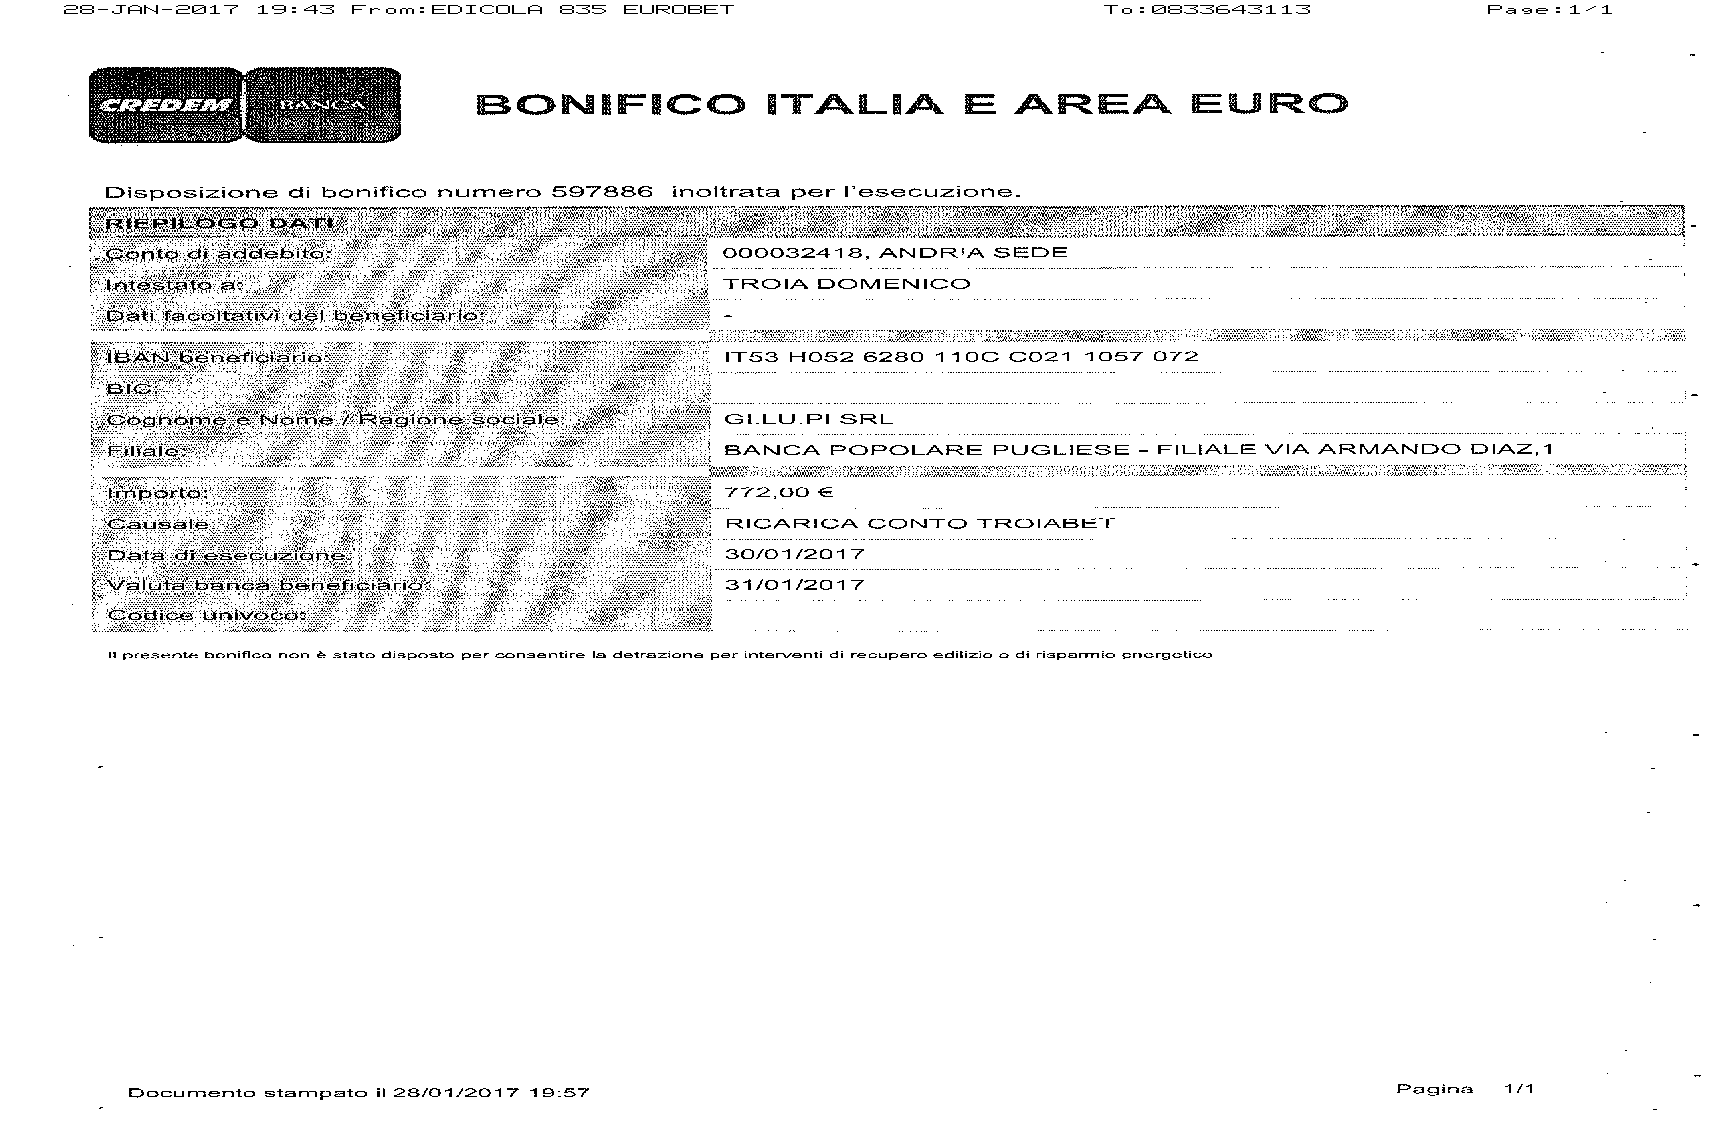 28-JAN-2017 19:43 From:EDICOLA 835 EUROBET To:0833643113 Page:1/1
CREDEM BANCA BONIFICO ITALIA E AREA EURO
Disposizione di bonifico numero 597886 inoltrata per l'esecuzione.
RIEPILOGO DATI
Conto di addebito: 000032418, ANDRIA SEDE
Intestato a: TROIA DOMENICO
Dati facoltativi del beneficiario: -
IBAN beneficiario: IT53 H052 6280 110C C021 1057 072
BIC:
Cognome e Nome / Ragione sociale: GI.LU.PI SRL
Filiale: BANCA POPOLARE PUGLIESE - FILIALE VIA ARMANDO DIAZ,1
Importo: 772,00 €
Causale: RICARICA CONTO TROIABET
Data di esecuzione: 30/01/2017
Valuta banca beneficiario: 31/01/2017
Codice univoco:
Il presente bonifico non è stato disposto per consentire la detrazione per interventi di recupero edilizio o di risparmio energetico
Documento stampato il 28/01/2017 19:57 Pagina 1/1